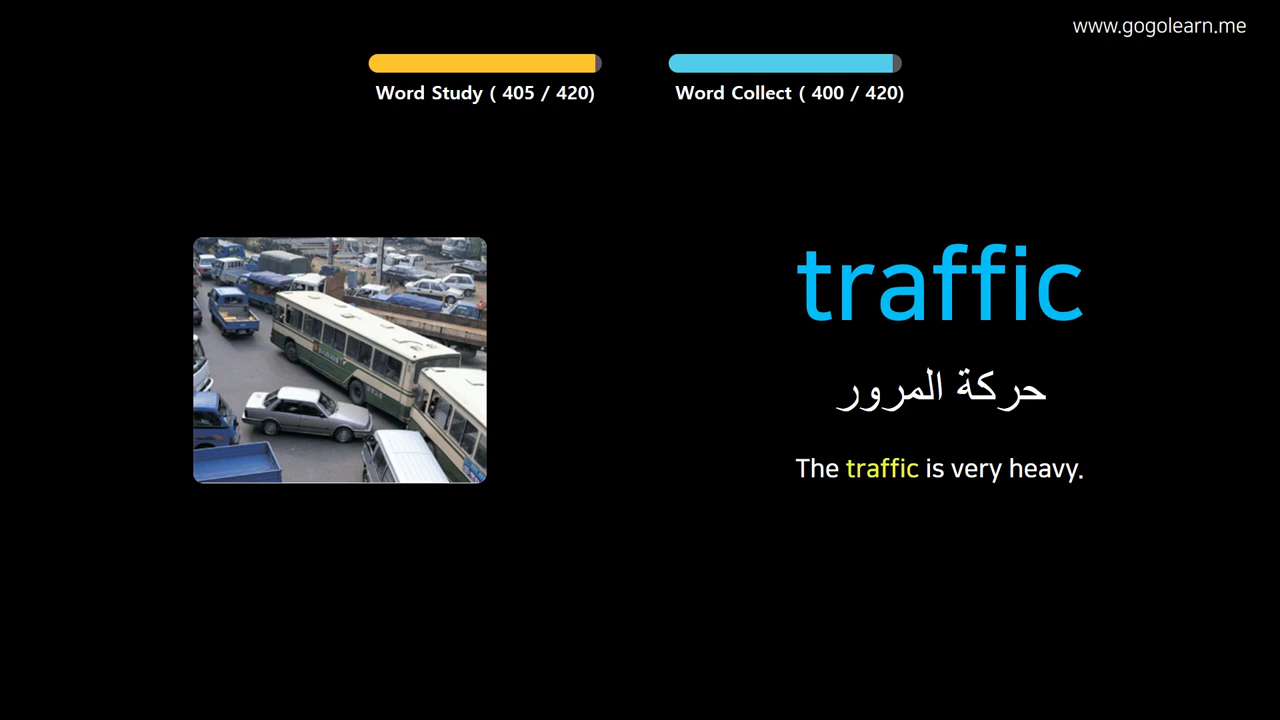 www.gogolearn.me
Word Study ( 405 / 420)
Word Collect ( 400 / 420)
traffic
حركة المرور
The traffic is very heavy.